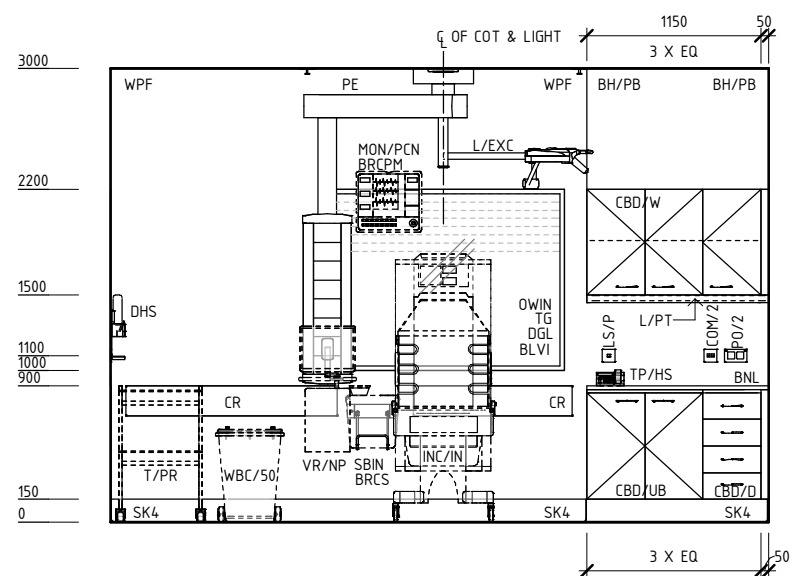 1150
50
℄ OF COT & LIGHT
3 X EQ
3000
WPF
PE
WPF
BH/PB
BH/PB
L/EXC
MON/PCN
BRCPM
2200
CBD/W
1500
OWIN
TG
DGL
BLVI
DHS
L/PT
LS/P
COM/2
PO/2
1100
1000
900
TP/HS
BNL
CR
CR
T/PR
WBC/50
VR/NP
SBIN
BRCS
INC/IN
CBD/UB
CBD/D
150
0
SK4
SK4
SK4
3 X EQ
50